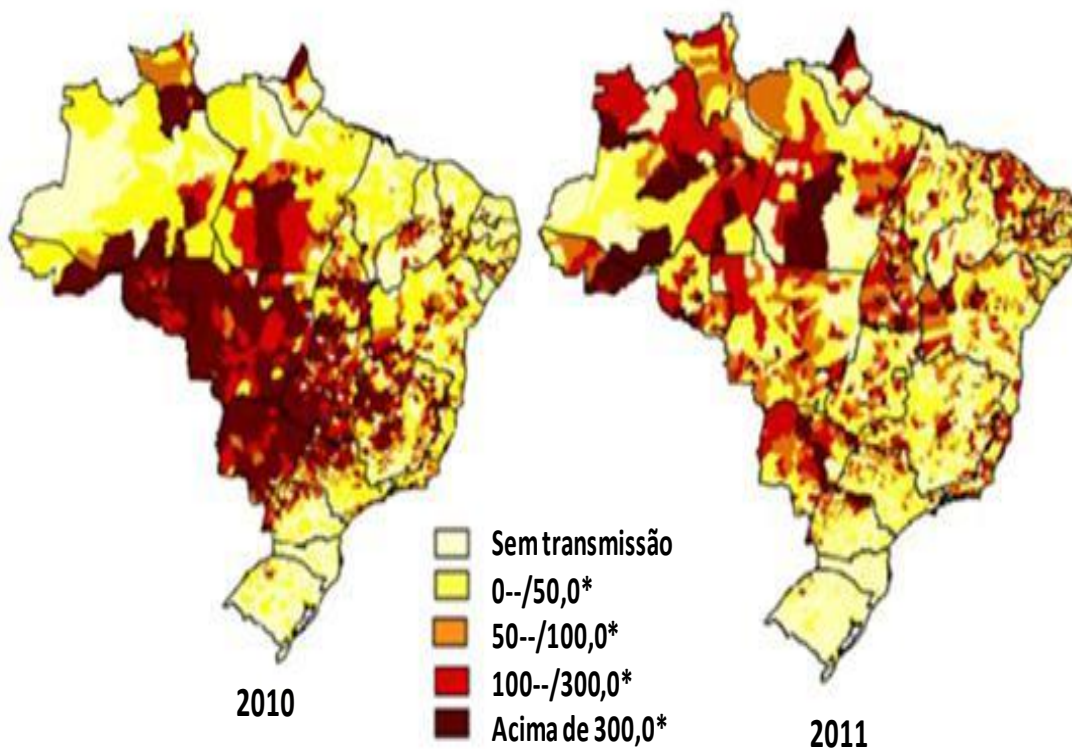 Sem transmissão
0--/50,0*
50--/100,0*
100--/300,0*
Acima de 300,0*
2010
2011